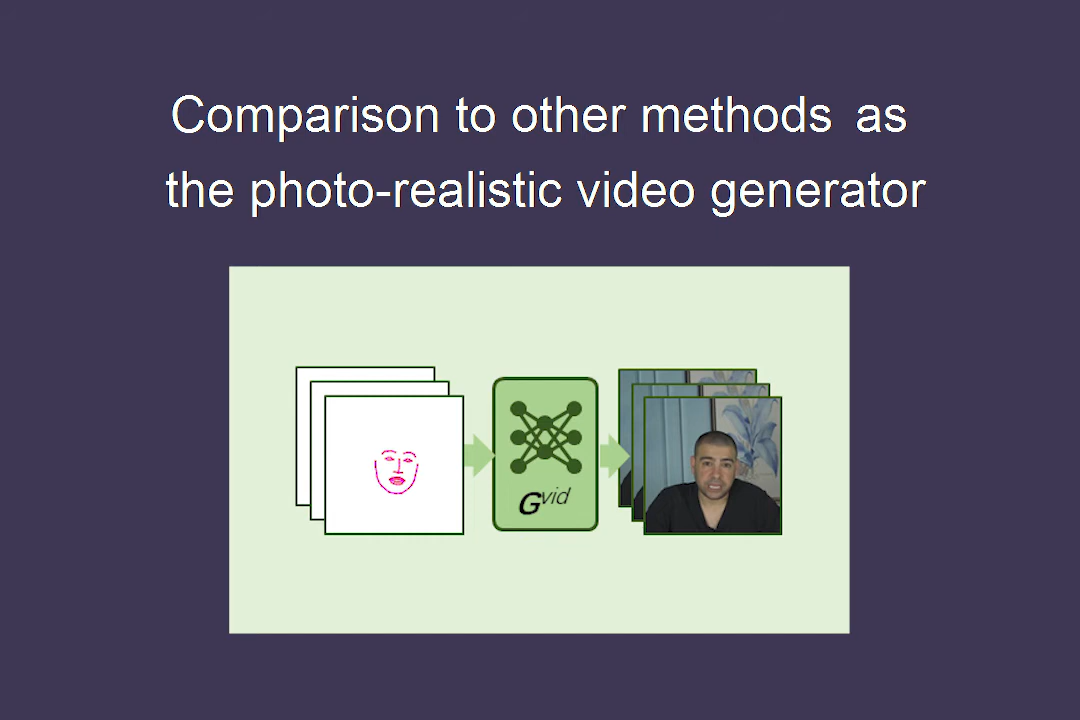 Comparison to other methods as
the photo-realistic video generator
Gvid